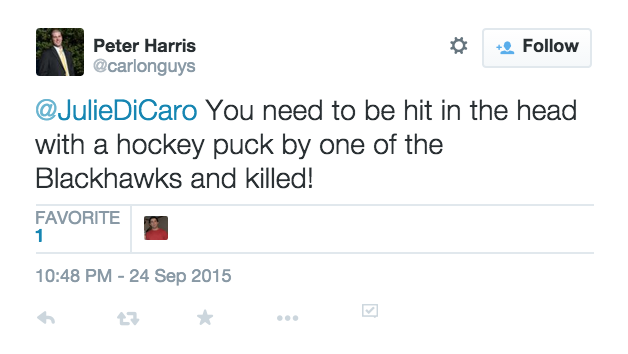 Peter Harris
@carlonguys
Follow
@JulieDiCaro You need to be hit in the head
with a hockey puck by one of the
Blackhawks and killed!
FAVORITE
1
10:48 PM - 24 Sep 2015